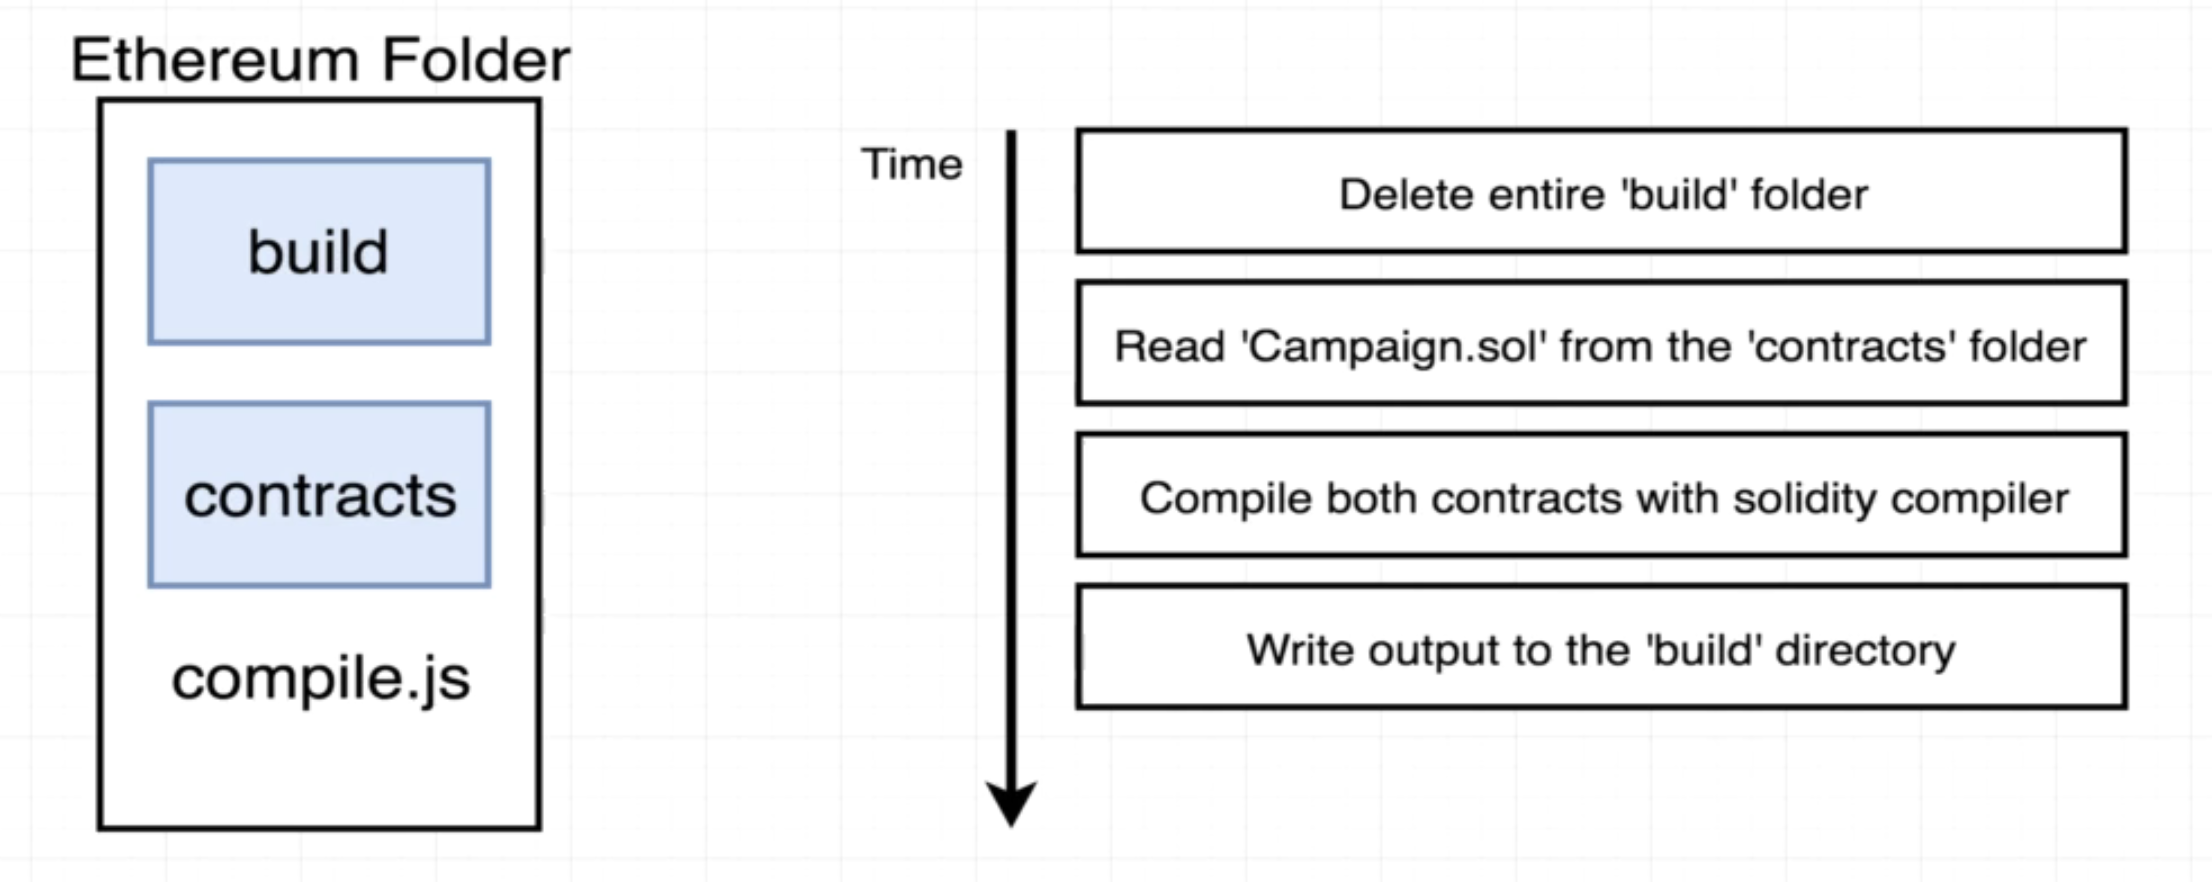 Ethereum Folder
build
contracts
compile.js
Time
Delete entire 'build' folder
Read 'Campaign.sol' from the 'contracts' folder
Compile both contracts with solidity compiler
Write output to the 'build' directory